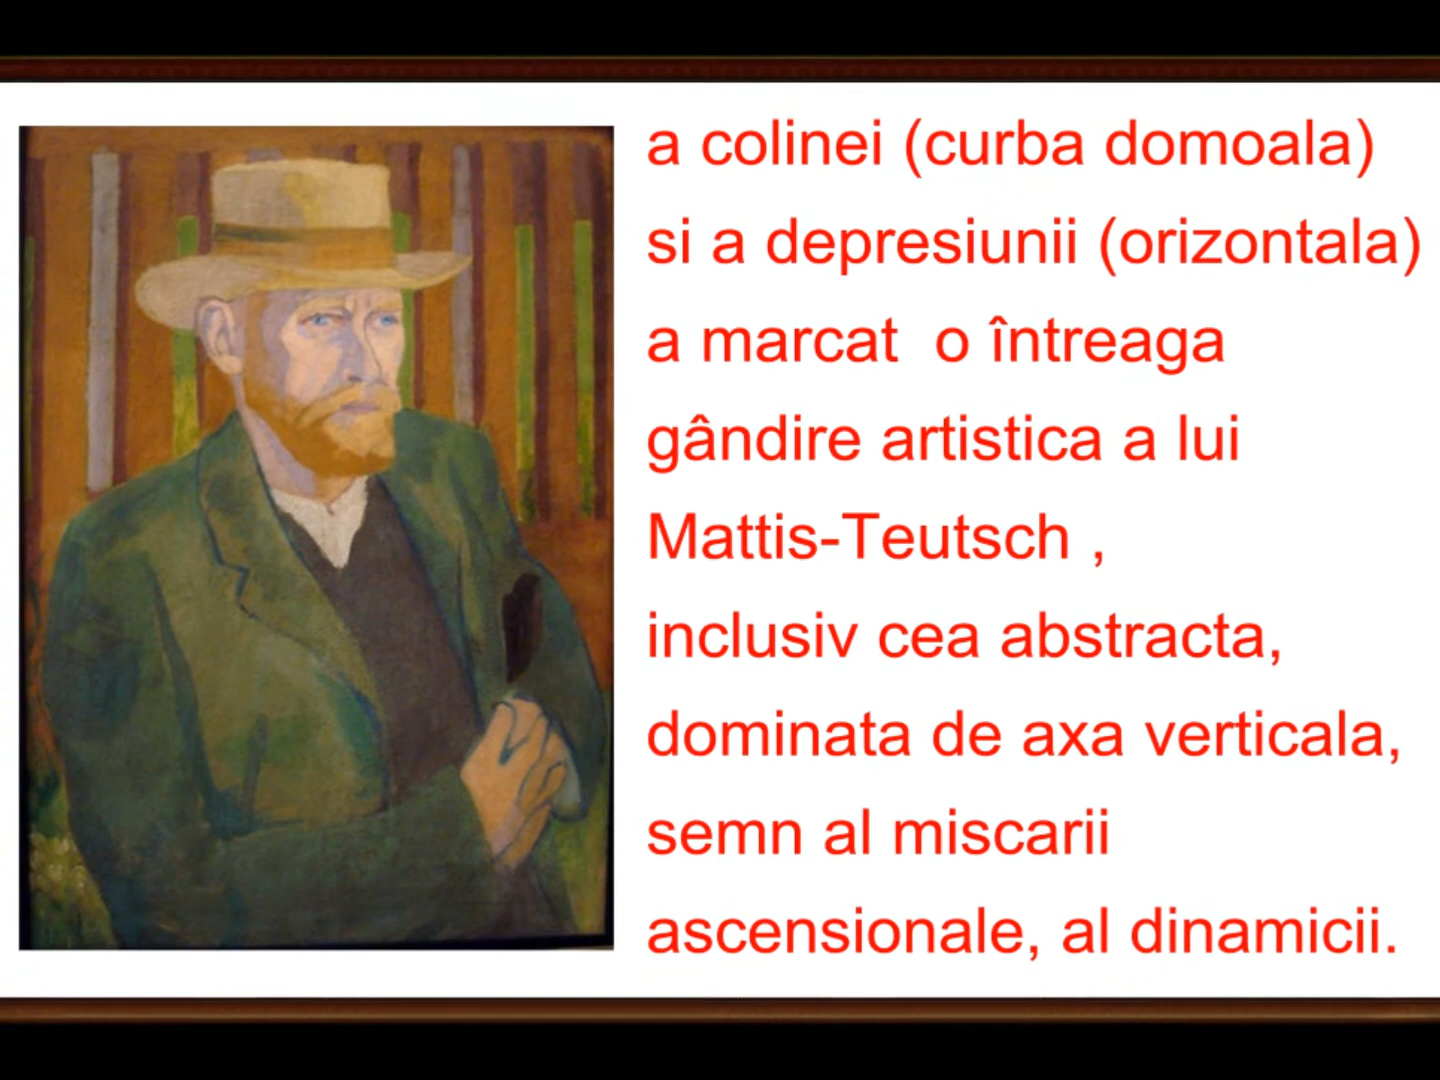 a colinei (curba domoala)
si a depresiunii (orizontala)
a marcat  o întreaga
gândire artistica a lui
Mattis-Teutsch ,
inclusiv cea abstracta,
dominata de axa verticala,
semn al miscarii
ascensionale, al dinamicii.